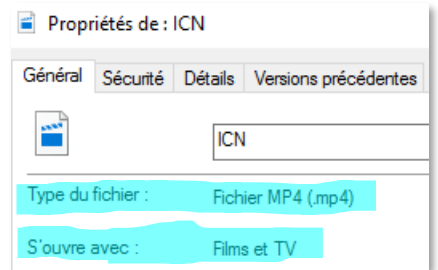 Propriétés de : ICN
Général Sécurité Détails Versions précédentes
ICN
Type du fichier : Fichier MP4 (.mp4)
S'ouvre avec : Films et TV